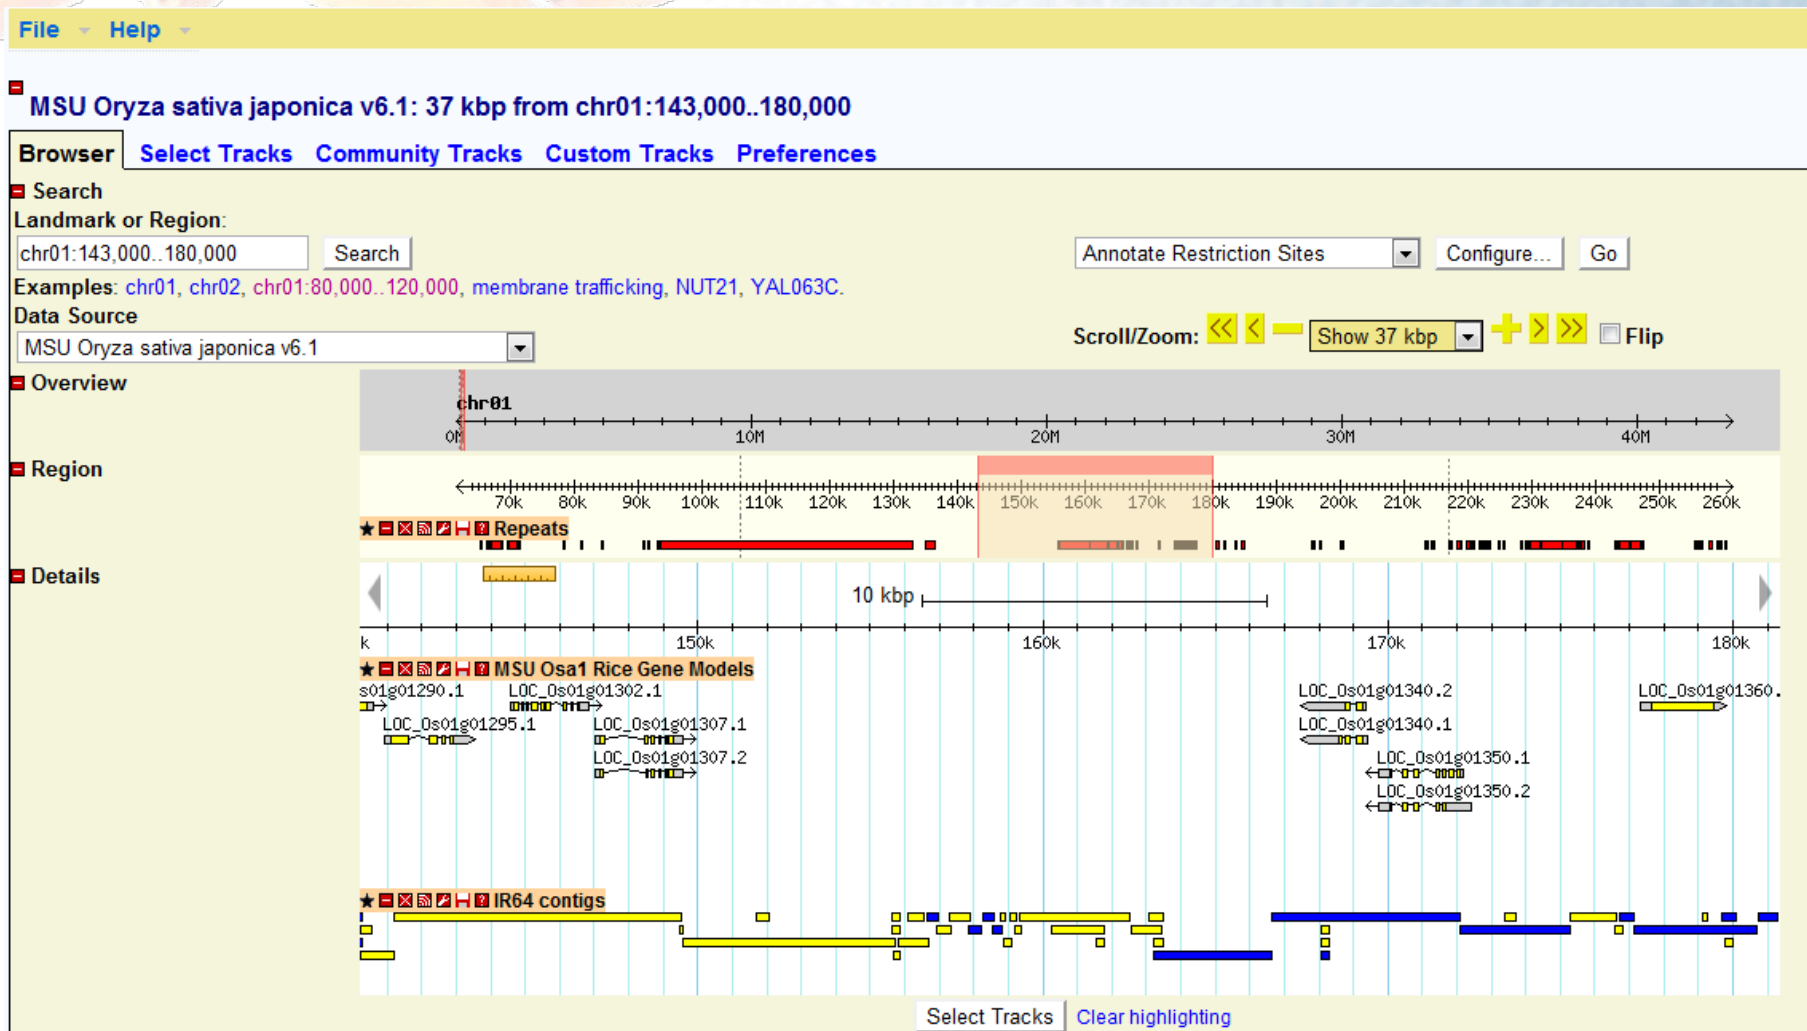 File Help
MSU Oryza sativa japonica v6.1: 37 kbp from chr01:143,000..180,000
Browser Select Tracks Community Tracks Custom Tracks Preferences
Search
Landmark or Region:
chr01:143,000..180,000 Search Annotate Restriction Sites Configure... Go
Examples: chr01, chr02, chr01:80,000..120,000, membrane trafficking, NUT21, YAL063C.
Data Source
MSU Oryza sativa japonica v6.1 Scroll/Zoom: << < Show 37 kbp + > >> Flip
Overview
chr01
0M 10M 20M 30M 40M
Region
70k 80k 90k 100k 110k 120k 130k 140k 150k 160k 170k 180k 190k 200k 210k 220k 230k 240k 250k 260k
Repeats
Details
10 kbp
k 150k 160k 170k 180k
MSU Osa1 Rice Gene Models
s01g01290.1 LOC_Os01g01302.1 LOC_Os01g01340.2 LOC_Os01g01360.
LOC_Os01g01295.1 LOC_Os01g01307.1 LOC_Os01g01340.1
LOC_Os01g01307.2 LOC_Os01g01350.1
LOC_Os01g01350.2
IR64 contigs
Select Tracks Clear highlighting